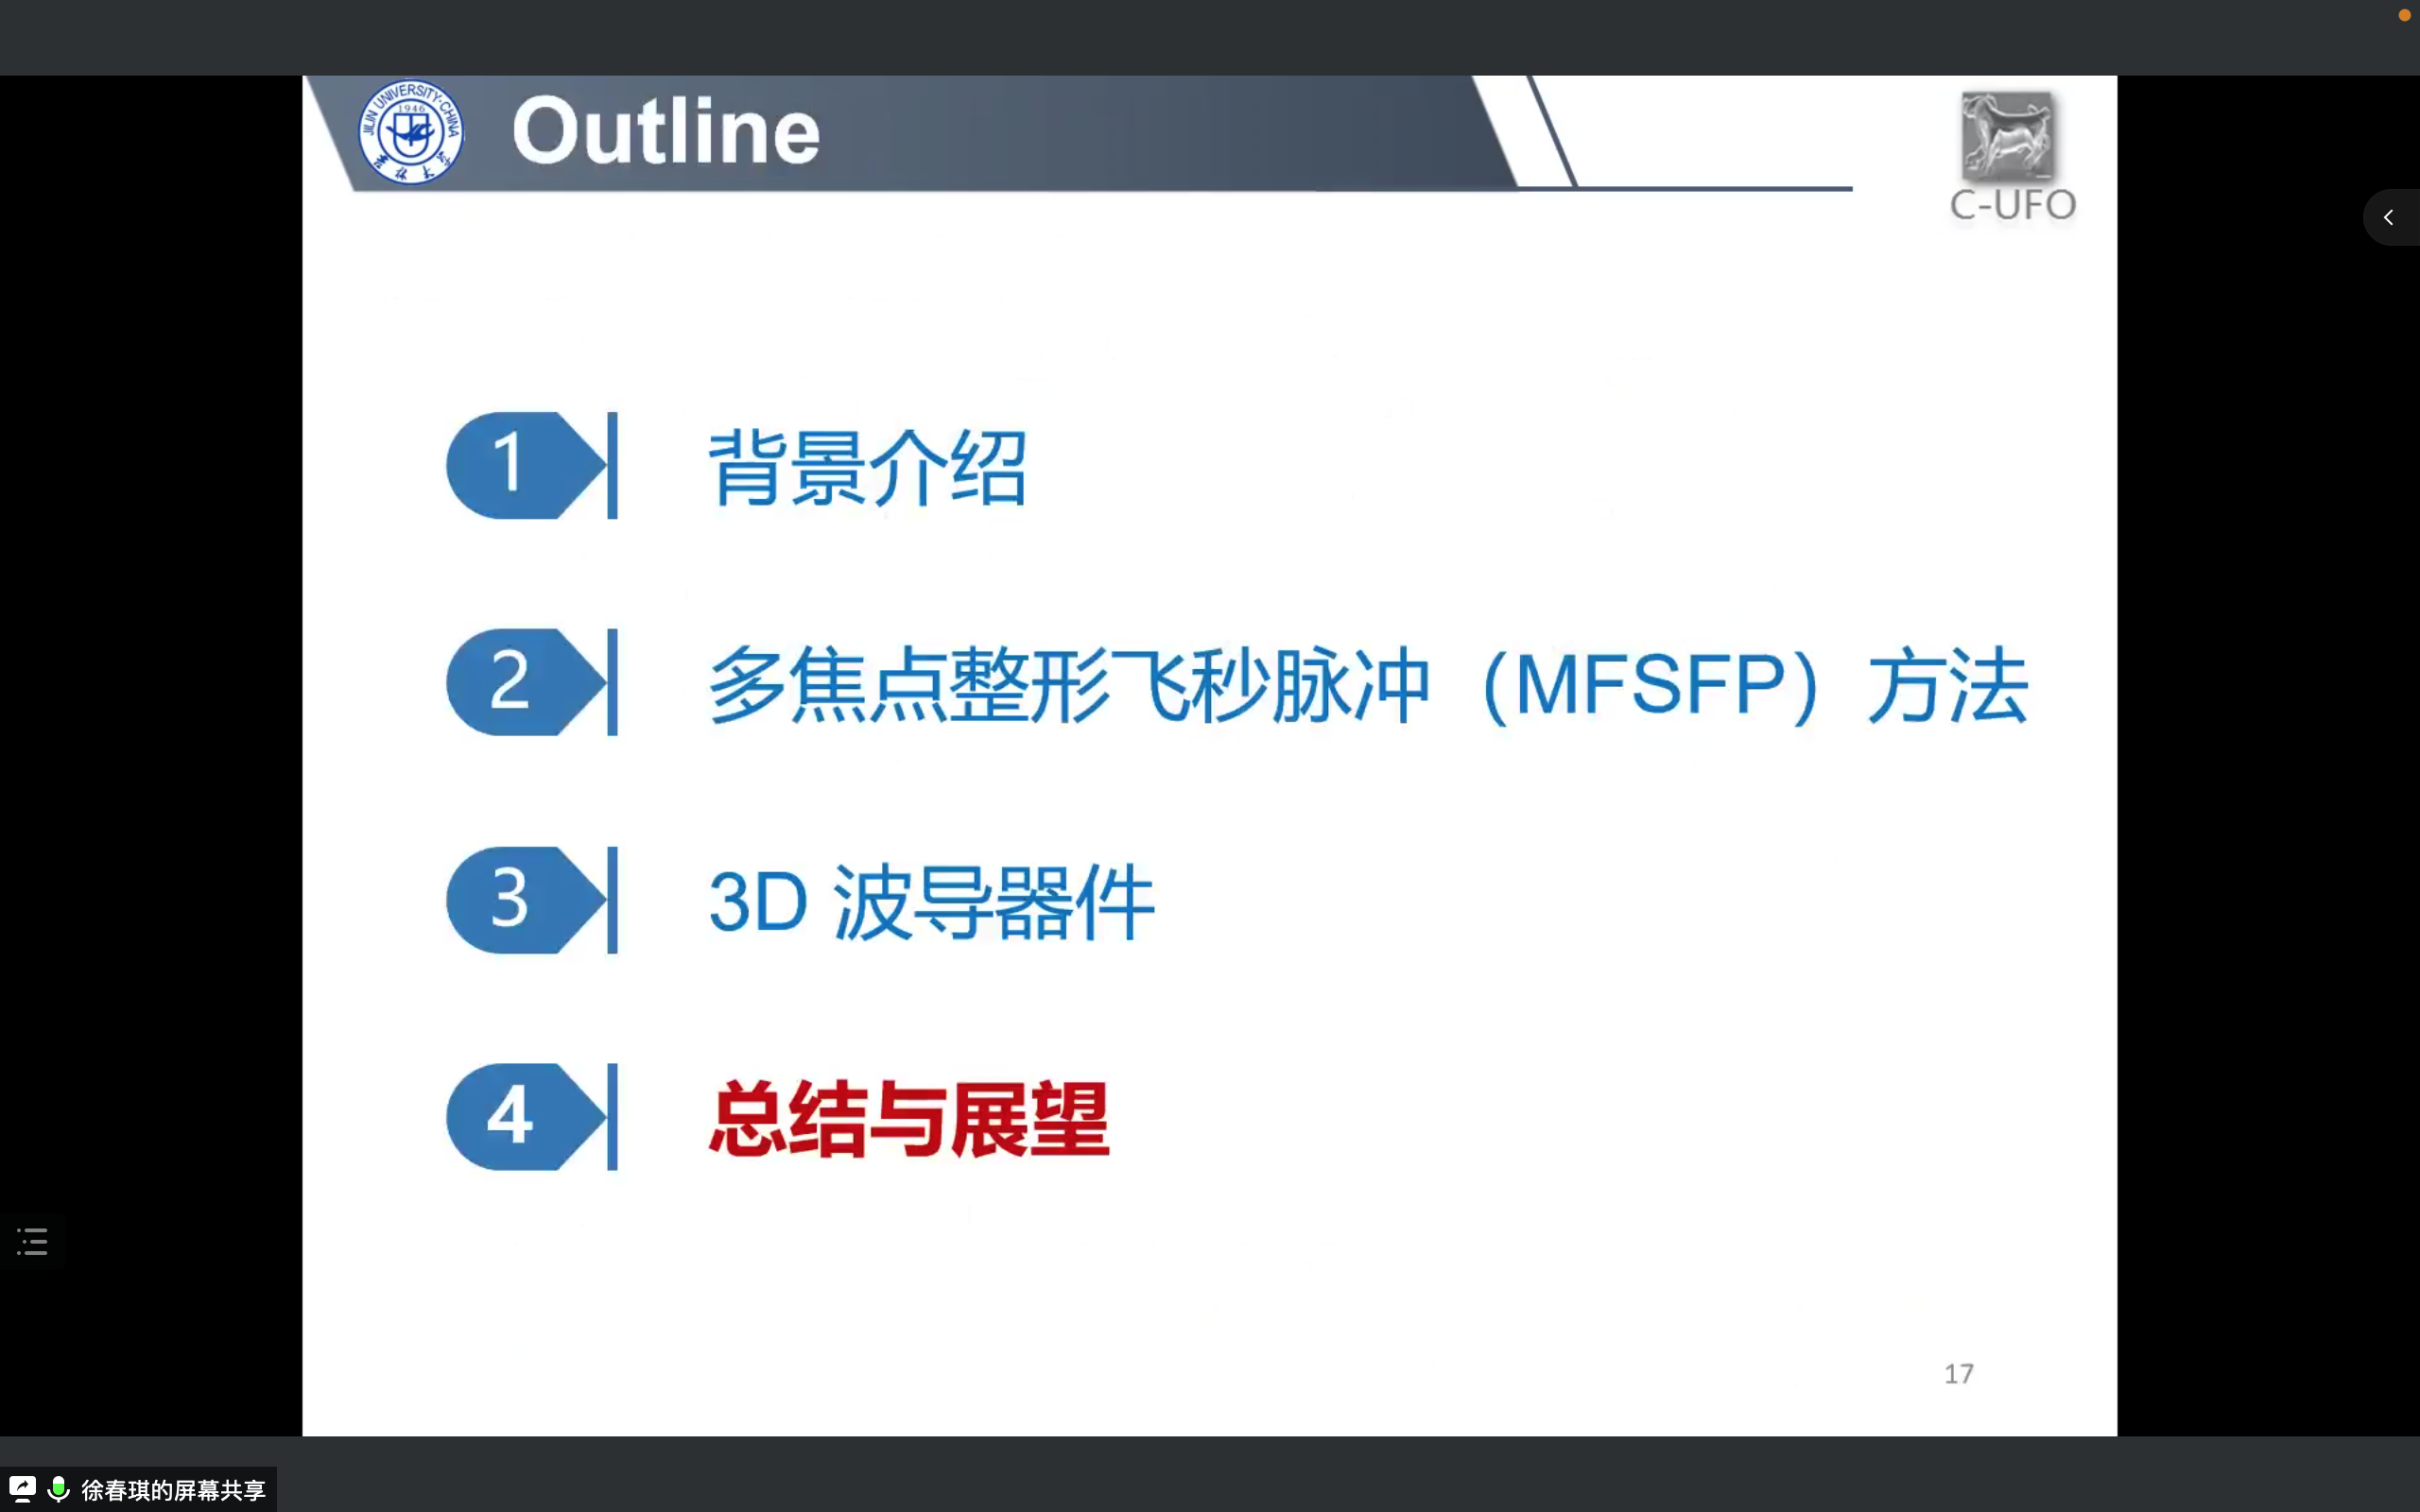 JILIN UNIVERSITY·CHINA
1946
Outline
C-UFO
1 背景介绍
2 多焦点整形飞秒脉冲（MFSFP）方法
3 3D 波导器件
4 总结与展望
17
徐春琪的屏幕共享